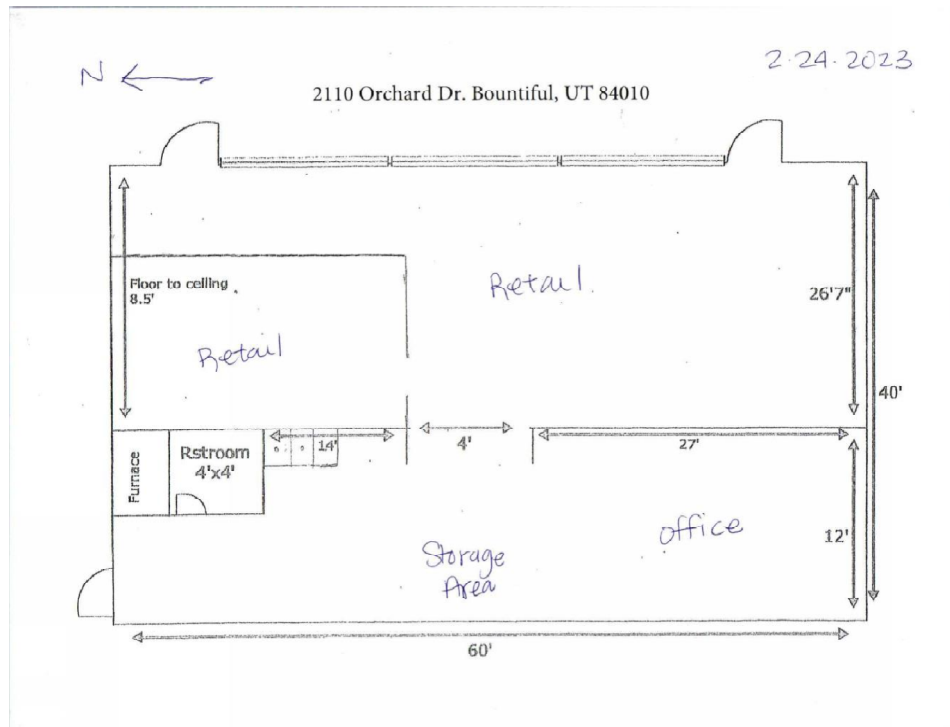 N
2.24.2023
2110 Orchard Dr. Bountiful, UT 84010
Floor to ceiling
8.5'
Retail.
26'7"
Retail
40'
Furnace
Rstroom
4'x4'
14'
4'
27'
Storage
Area
office
12'
60'